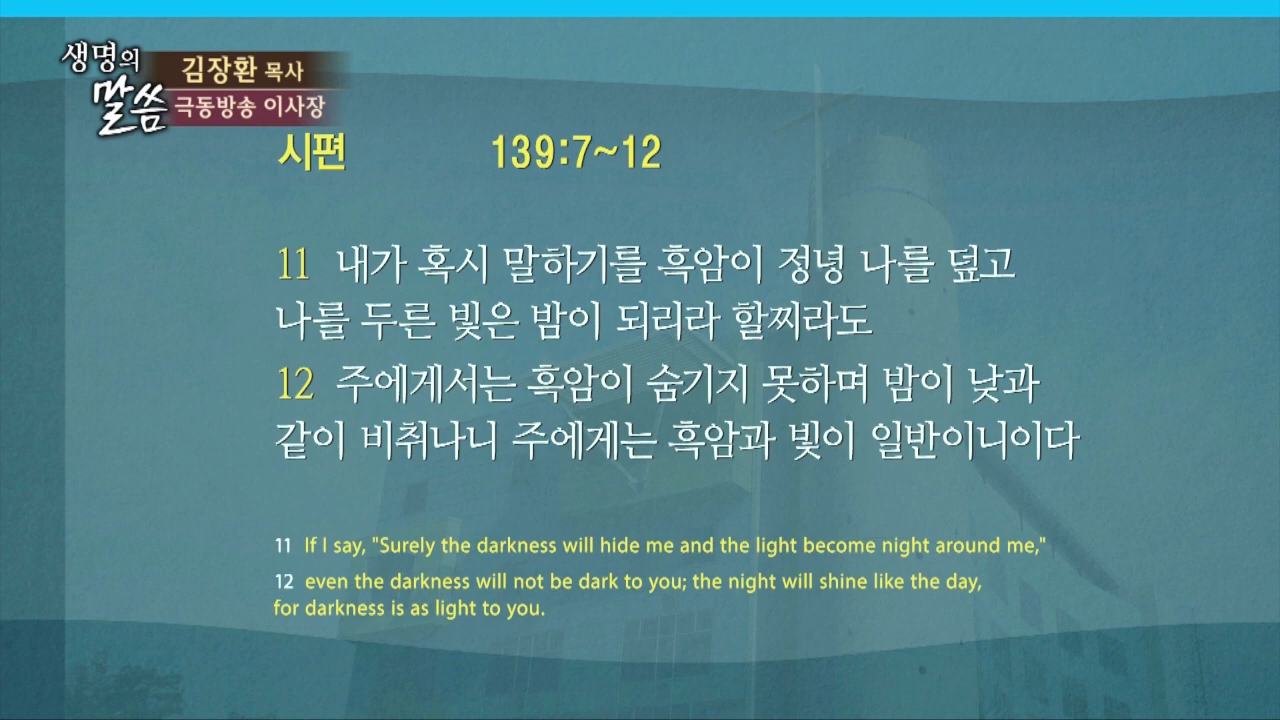 생명의 말씀
김장환 목사
극동방송 이사장
시편 139:7~12
11 내가 혹시 말하기를 흑암이 정녕 나를 덮고
나를 두른 빛은 밤이 되리라 할찌라도
12 주에게서는 흑암이 숨기지 못하며 밤이 낮과
같이 비취나니 주에게는 흑암과 빛이 일반이니이다
11 If I say, "Surely the darkness will hide me and the light become night around me,"
12 even the darkness will not be dark to you; the night will shine like the day,
for darkness is as light to you.